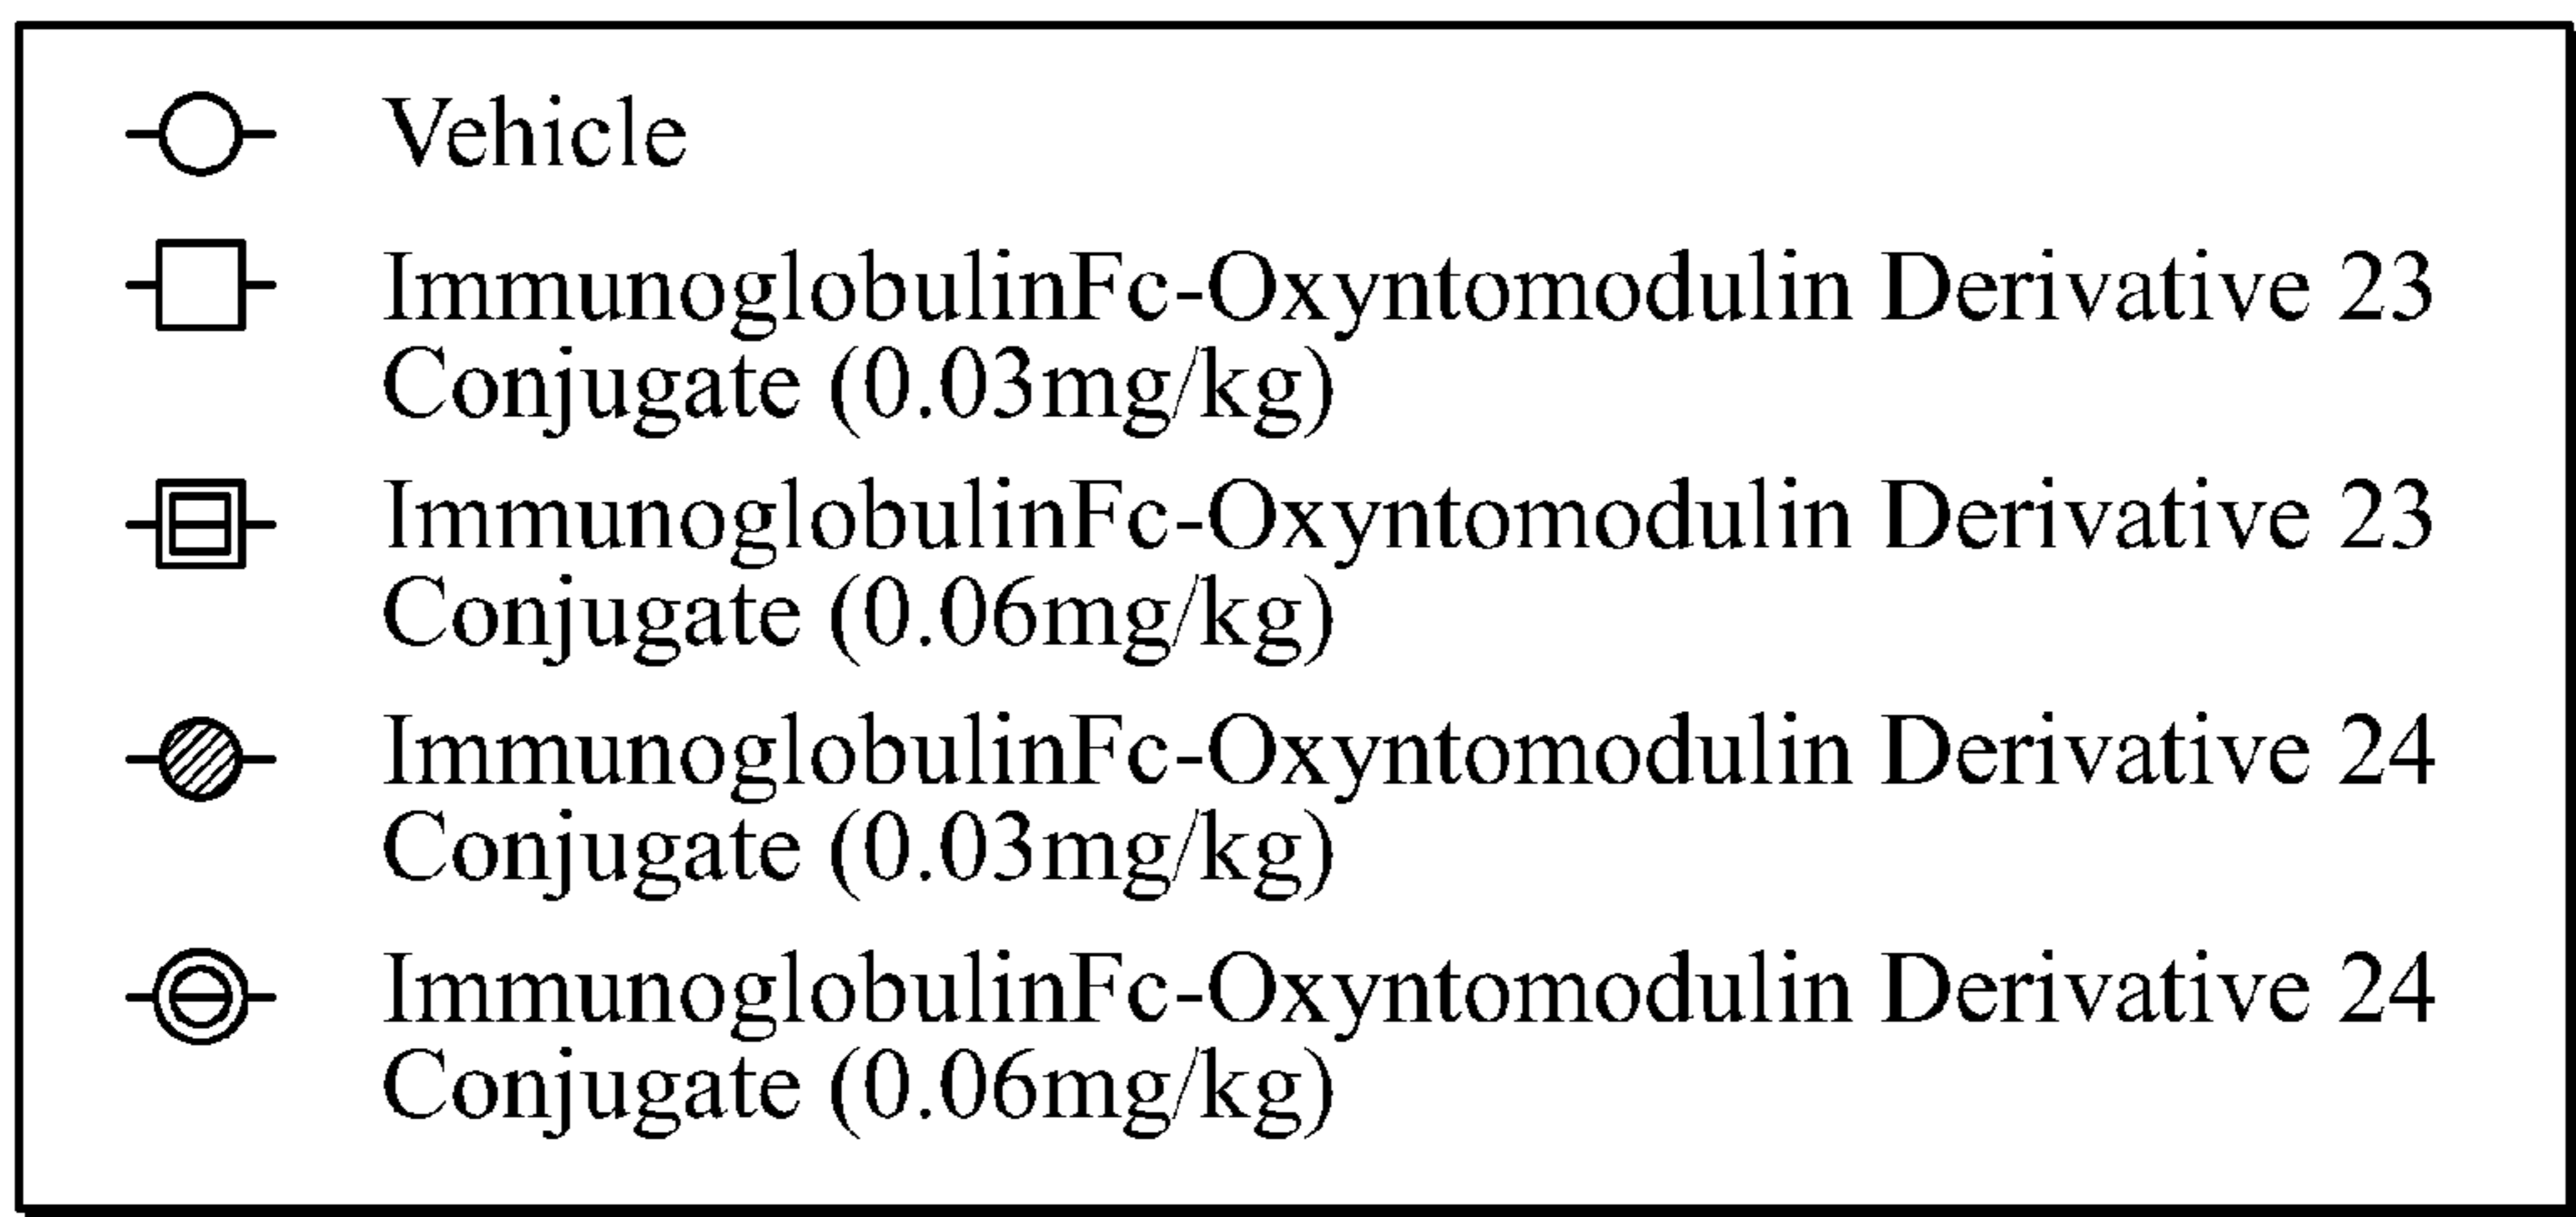 Vehicle
ImmunoglobulinFc-Oxyntomodulin Derivative 23
Conjugate (0.03mg/kg)
ImmunoglobulinFc-Oxyntomodulin Derivative 23
Conjugate (0.06mg/kg)
ImmunoglobulinFc-Oxyntomodulin Derivative 24
Conjugate (0.03mg/kg)
ImmunoglobulinFc-Oxyntomodulin Derivative 24
Conjugate (0.06mg/kg)